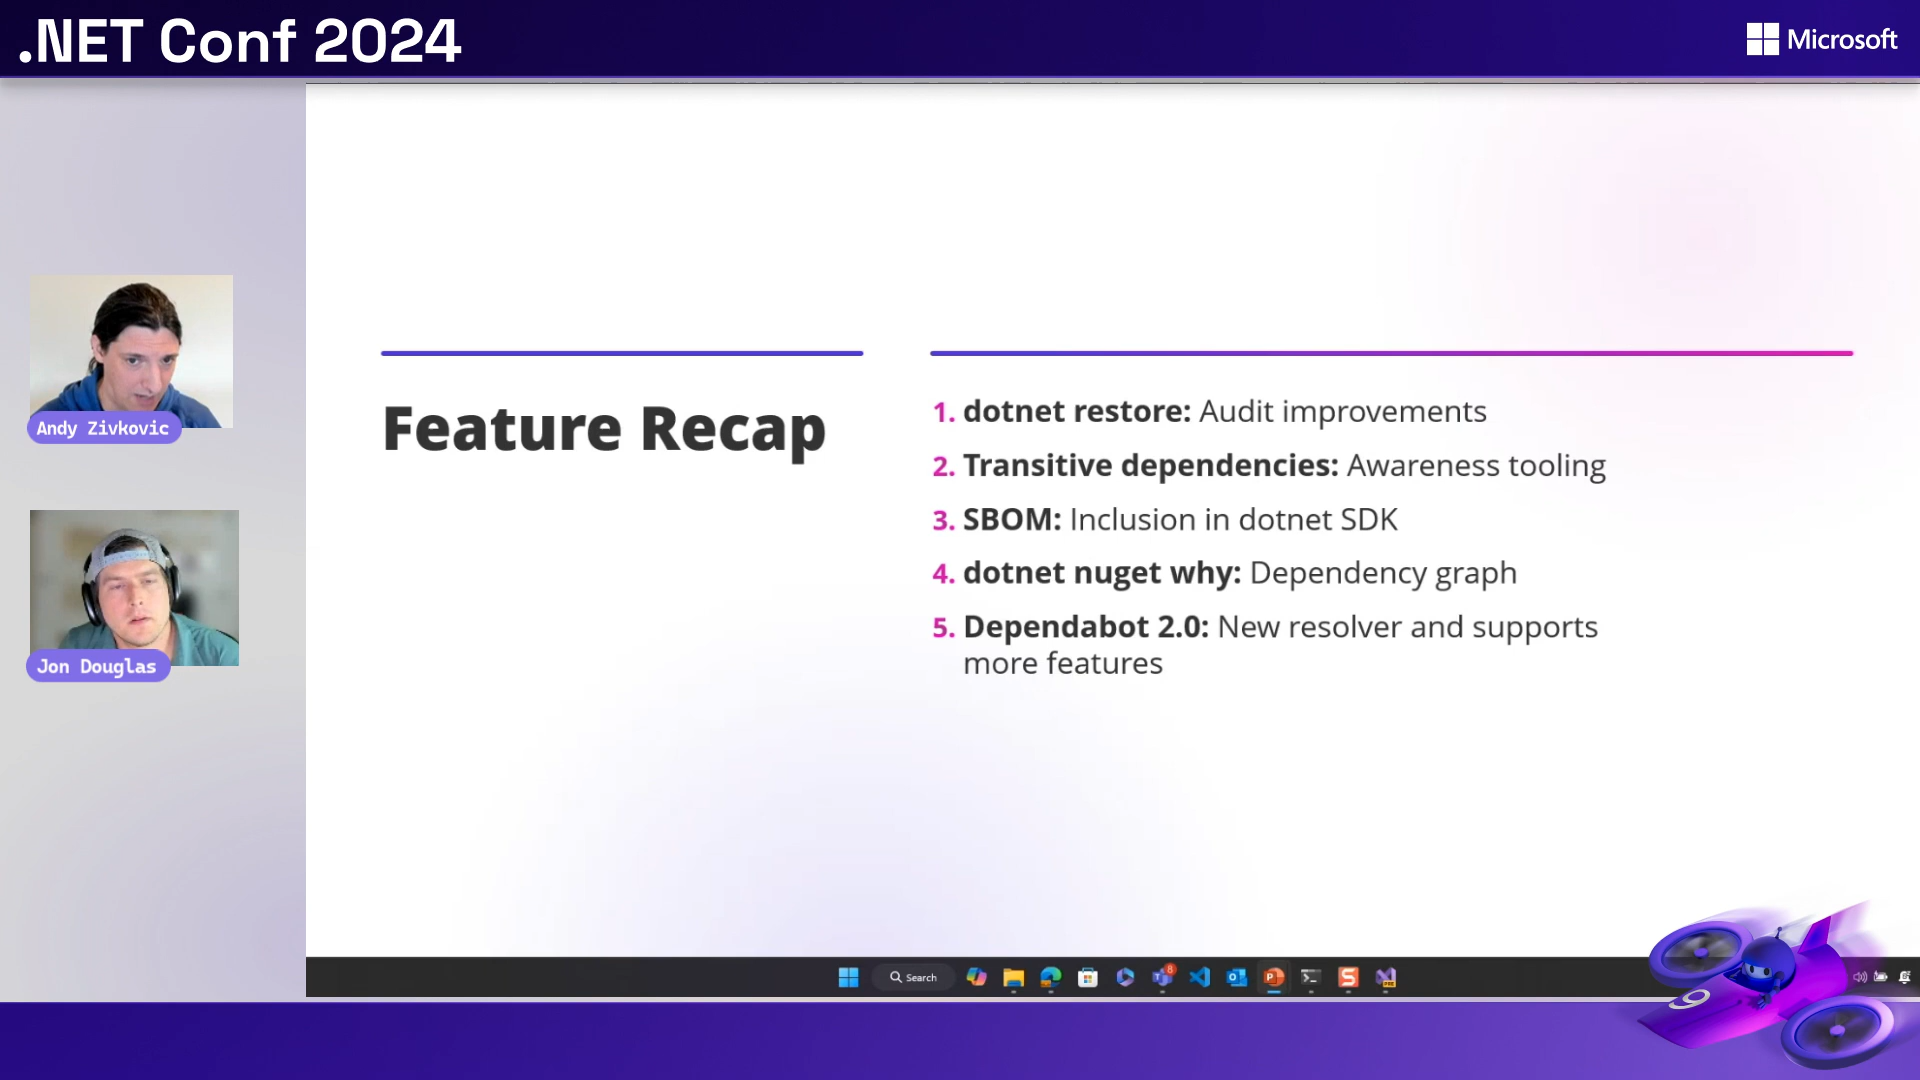 .NET Conf 2024
Microsoft
Andy Zivkovic
Jon Douglas
Feature Recap
1. dotnet restore: Audit improvements
2. Transitive dependencies: Awareness tooling
3. SBOM: Inclusion in dotnet SDK
4. dotnet nuget why: Dependency graph
5. Dependabot 2.0: New resolver and supports
more features
Search
8
9